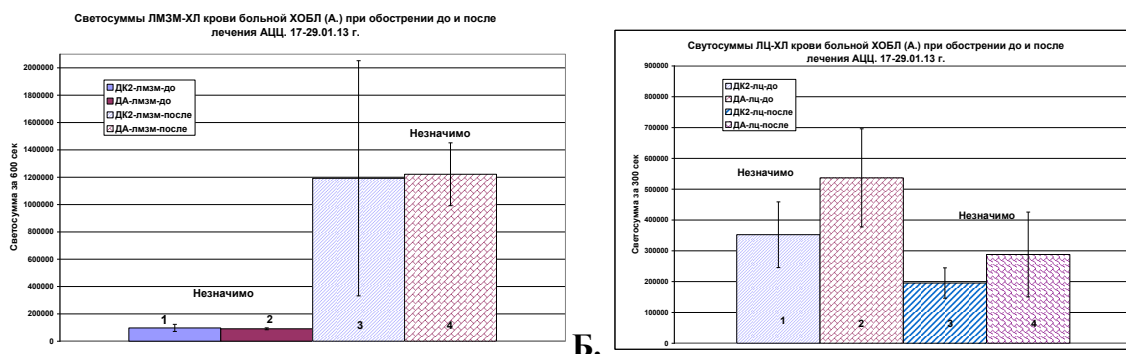 Светосуммы ЛМЗМ-ХЛ крови больной ХОБЛ (А.) при обострении до и после
лечения АЦЦ. 17-29.01.13 г.
Светосумма за 600 сек
2000000
1800000
1600000
1400000
1200000
1000000
800000
600000
400000
200000
0
ДК2-лмзм-до
ДА-лмзм-до
ДК2-лмзм-после
ДА-лмзм-после
Незначимо
Незначимо
1
2
3
4
Б.
Свутосуммы ЛЦ-ХЛ крови больной ХОБЛ (А.) при обострении до и после
лечения АЦЦ. 17-29.01.13 г.
Светосумма за 300 сек
900000
800000
700000
600000
500000
400000
300000
200000
100000
0
ДК2-лц-до
ДА-лц-до
ДК2-лц-после
ДА-лц-после
Незначимо
Незначимо
1
2
3
4